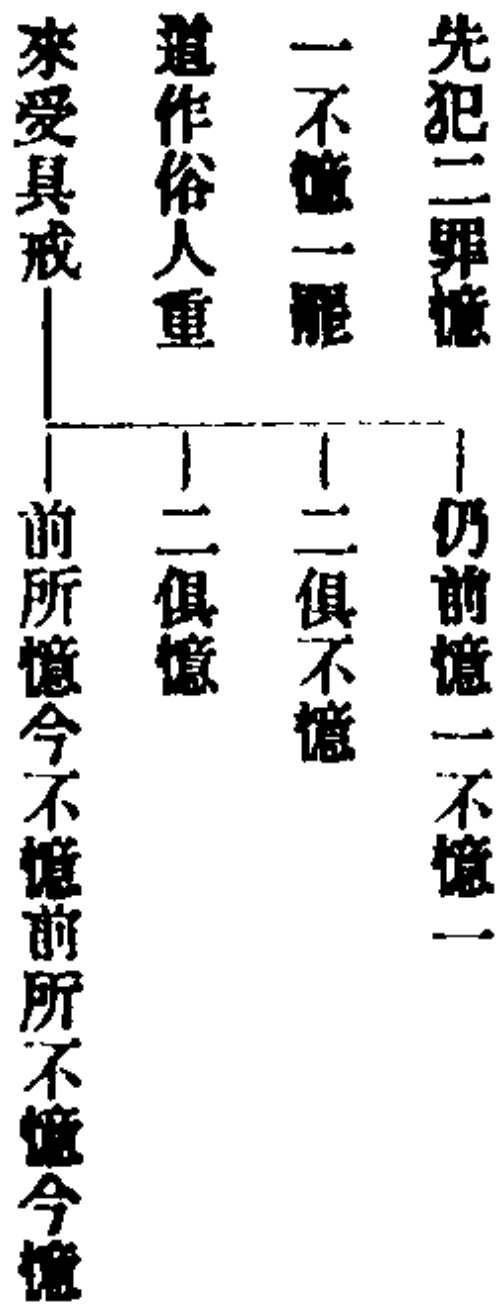 先犯二罪憶
一不憶一罷
道作俗人重
來受具戒
仍前憶一不憶一
二俱不憶
二俱憶
前所憶今不憶前所不憶今憶